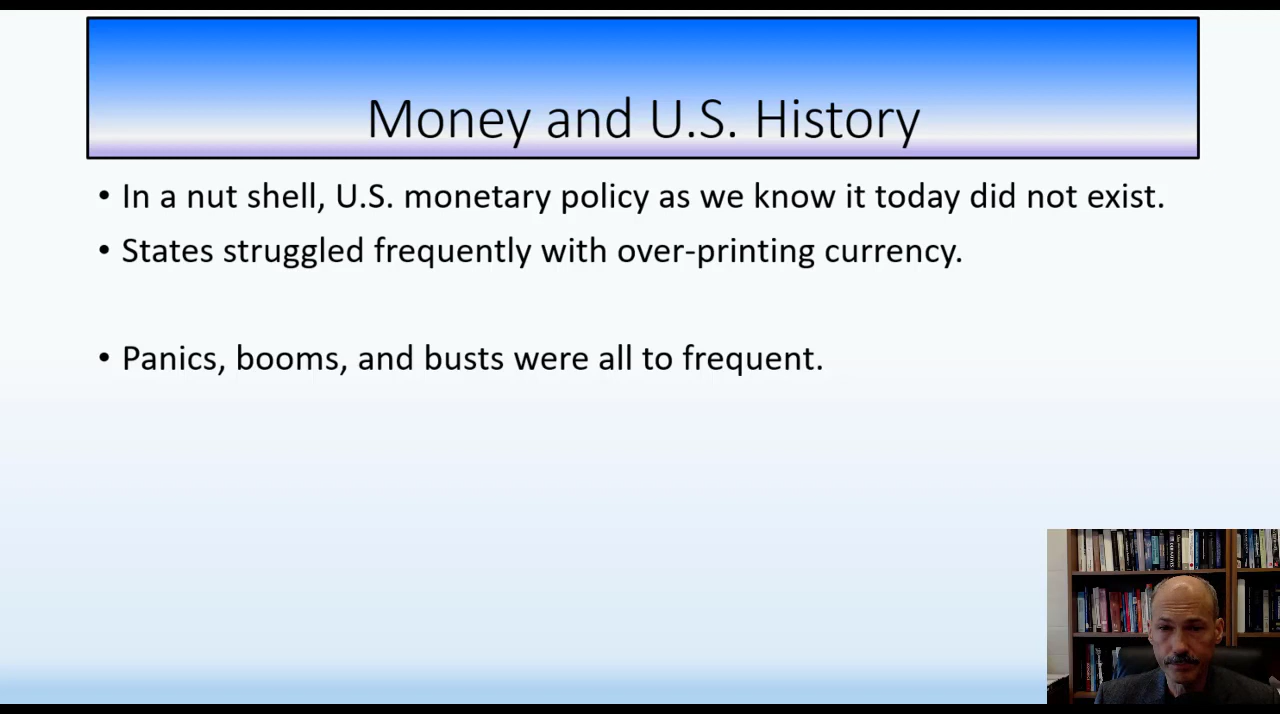 Money and U.S. History
• In a nut shell, U.S. monetary policy as we know it today did not exist.
• States struggled frequently with over-printing currency.
• Panics, booms, and busts were all to frequent.